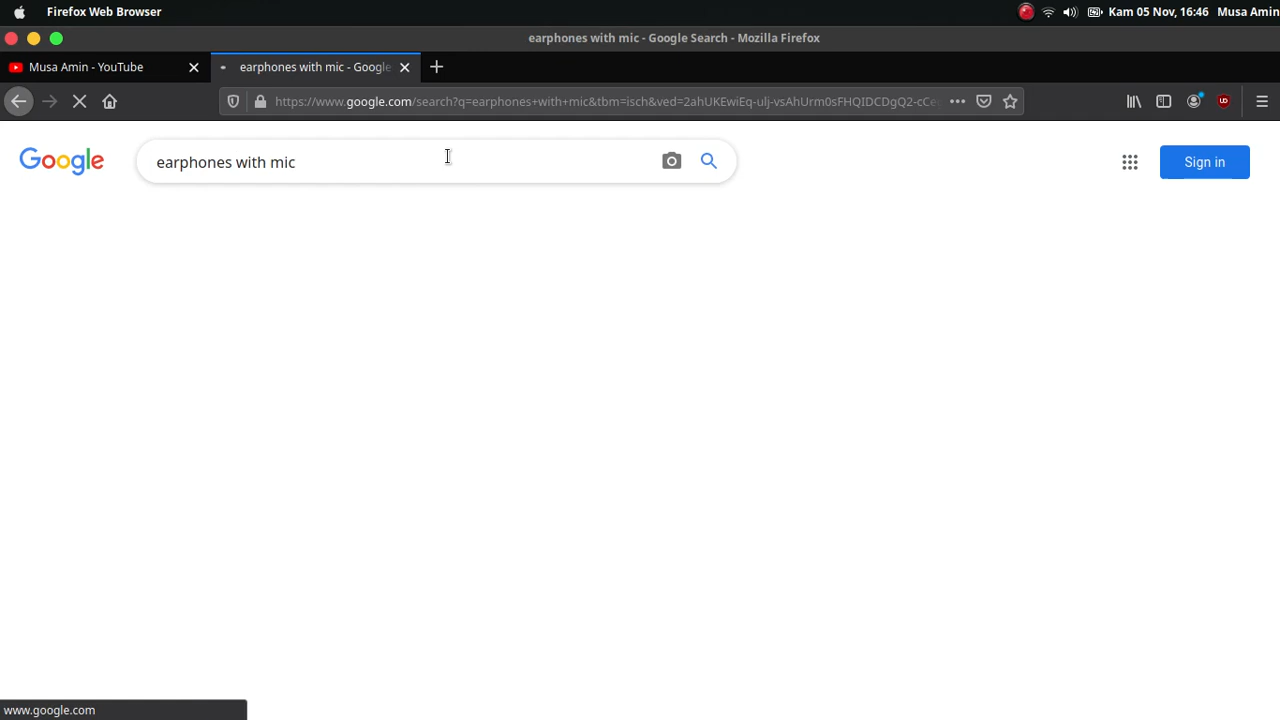 Firefox Web Browser
Kam 05 Nov, 16:46 Musa Amin
earphones with mic - Google Search - Mozilla Firefox
Musa Amin - YouTube
earphones with mic - Google
https://www.google.com/search?q=earphones+with+mic&tbm=isch&ved=2ahUKEwiEq-ulj-vsAhUrm0sFHQIDCDgQ2-cCe
Google
earphones with mic
Sign in
www.google.com